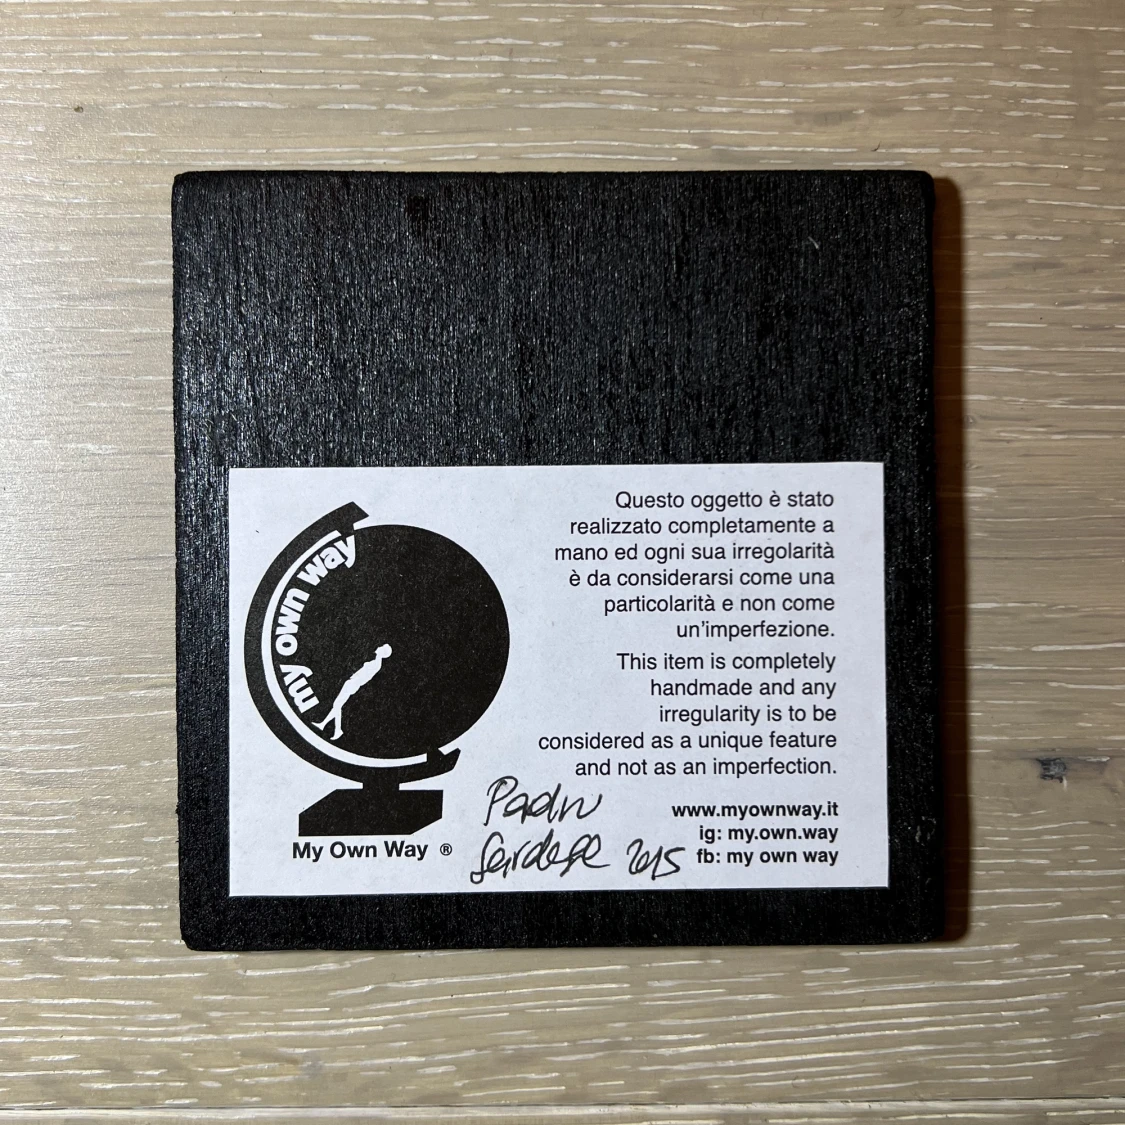 my own way
My Own Way ®
Questo oggetto è stato
realizzato completamente a
mano ed ogni sua irregolarità
è da considerarsi come una
particolarità e non come
un'imperfezione.
This item is completely
handmade and any
irregularity is to be
considered as a unique feature
and not as an imperfection.
www.myownway.it
ig: my.own.way
fb: my own way
Padru
2015